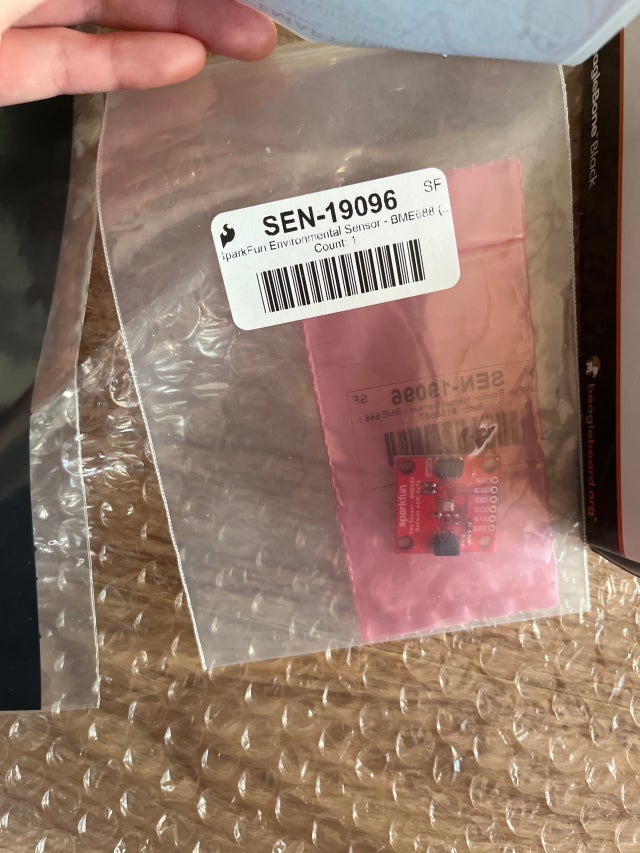 SF
SEN-19096
SparkFun Environmental Sensor - BME688 (...
Count: 1
BeagleBone Black
beagleboard.org
SEN-19096
SF
sparkfun